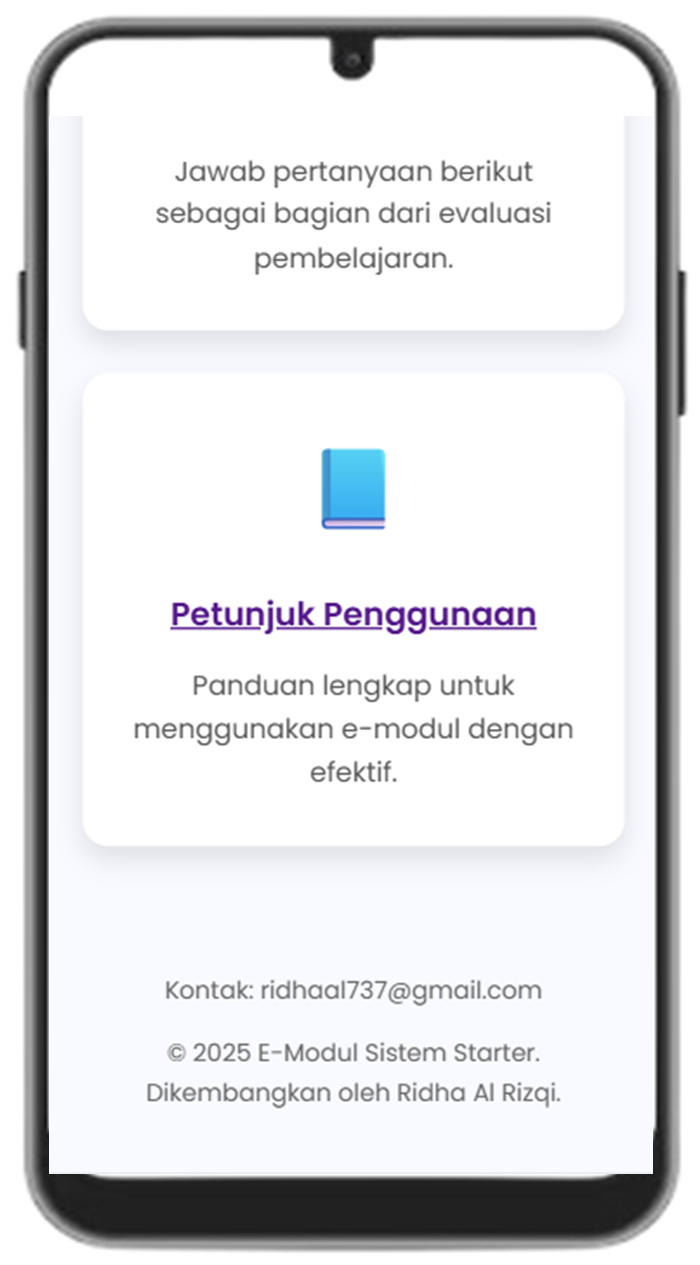 Jawab pertanyaan berikut
sebagai bagian dari evaluasi
pembelajaran.
Petunjuk Penggunaan
Panduan lengkap untuk
menggunakan e-modul dengan
efektif.
Kontak: ridhaal737@gmail.com
© 2025 E-Modul Sistem Starter.
Dikembangkan oleh Ridha Al Rizqi.